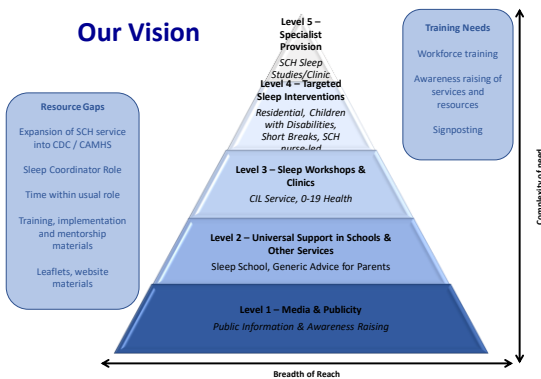 Our Vision
Level 5 –
Specialist
Provision
SCH Sleep
Studies/Clinic
Level 4 – Targeted
Sleep Interventions
Residential, Children
with Disabilities,
Short Breaks, SCH
nurse-led
Level 3 – Sleep Workshops &
Clinics
CIL Service, 0-19 Health
Level 2 – Universal Support in Schools &
Other Services
Sleep School, Generic Advice for Parents
Level 1 – Media & Publicity
Public Information & Awareness Raising
Resource Gaps
Expansion of SCH service
into CDC / CAMHS
Sleep Coordinator Role
Time within usual role
Training, implementation
and mentorship
materials
Leaflets, website
materials
Training Needs
Workforce training
Awareness raising of
services and
resources
Signposting
Complexity of need
Breadth of Reach